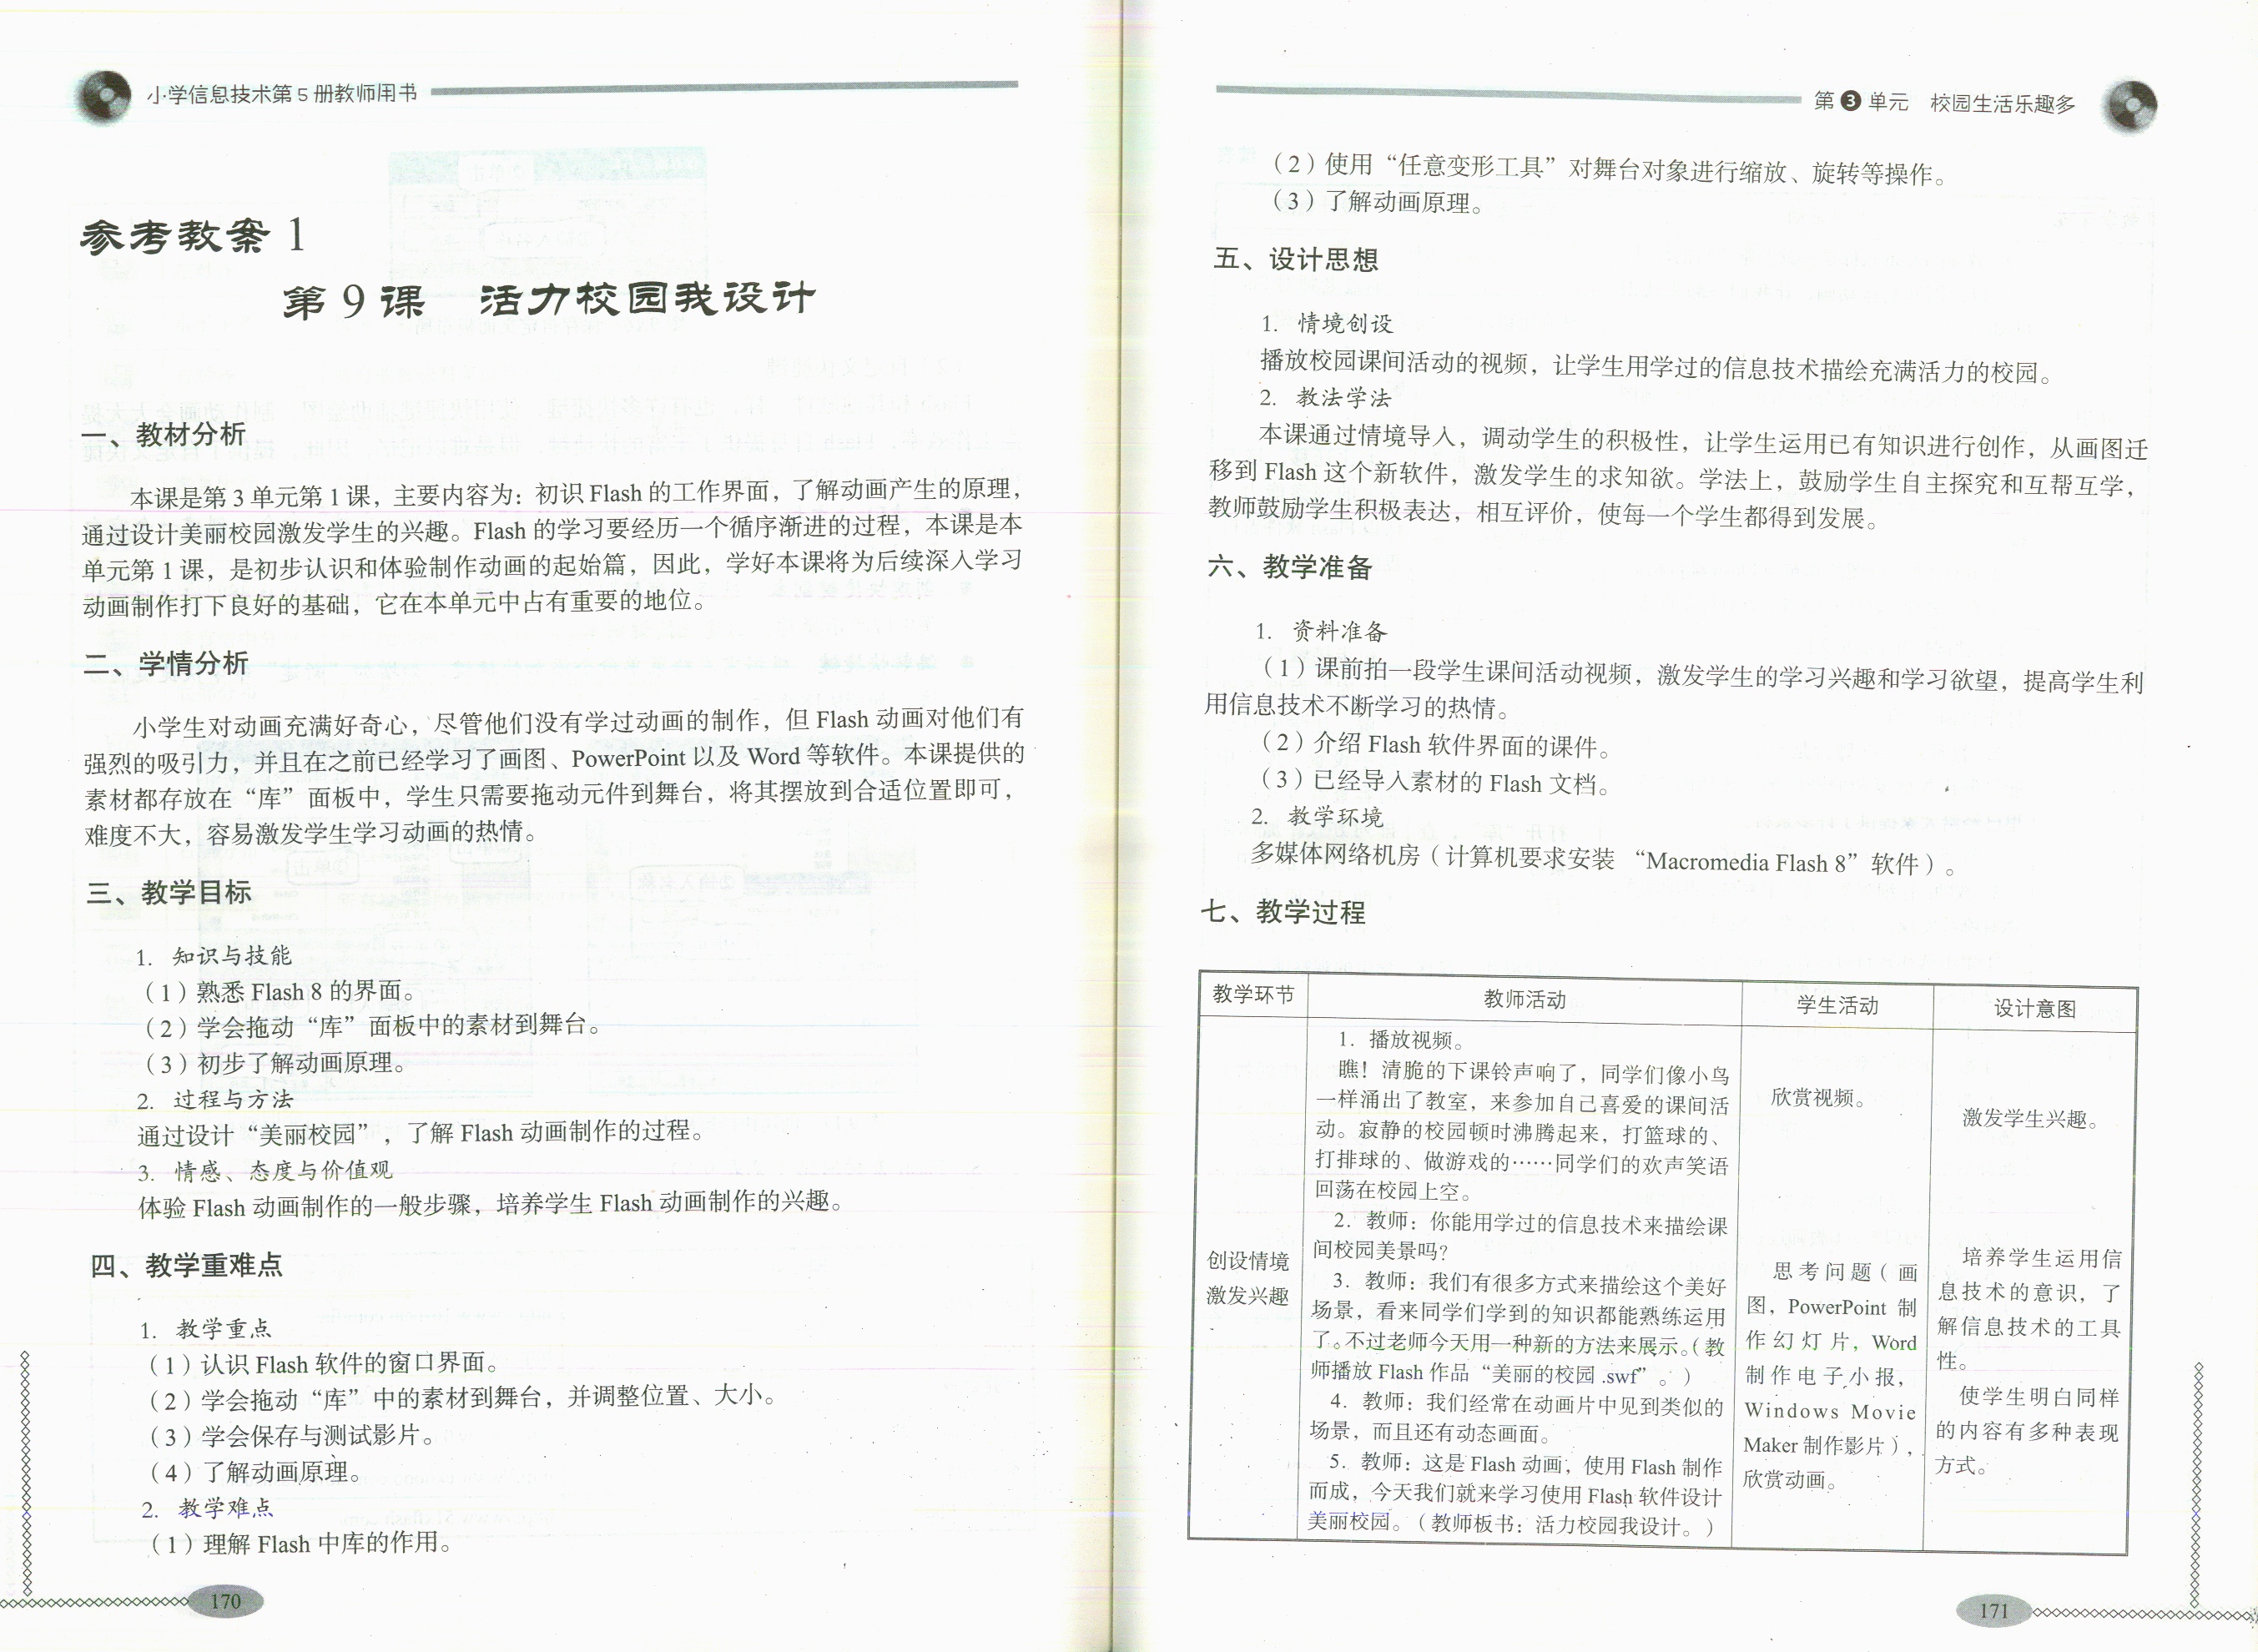 小学信息技术第5册教师用书
参考教案 1
第 9 课 活力校园我设计
一、教材分析
本课是第 3 单元第 1 课，主要内容为：初识 Flash 的工作界面，了解动画产生的原理，
通过设计美丽校园激发学生的兴趣。Flash 的学习要经历一个循序渐进的过程，本课是本
单元第 1 课，是初步认识和体验制作动画的起始篇，因此，学好本课将为后续深入学习
动画制作打下良好的基础，它在本单元中占有重要的地位。
二、学情分析
小学生对动画充满好奇心，尽管他们没有学过动画的制作，但 Flash 动画对他们有
强烈的吸引力，并且在之前已经学习了画图、PowerPoint 以及 Word 等软件。本课提供的
素材都存放在“库”面板中，学生只需要拖动元件到舞台，将其摆放到合适位置即可，
难度不大，容易激发学生学习动画的热情。
三、教学目标
1. 知识与技能
（1）熟悉 Flash 8 的界面。
（2）学会拖动“库”面板中的素材到舞台。
（3）初步了解动画原理。
2. 过程与方法
通过设计“美丽校园”，了解 Flash 动画制作的过程。
3. 情感、态度与价值观
体验 Flash 动画制作的一般步骤，培养学生 Flash 动画制作的兴趣。
四、教学重难点
1. 教学重点
（1）认识 Flash 软件的窗口界面。
（2）学会拖动“库”中的素材到舞台，并调整位置、大小。
（3）学会保存与测试影片。
（4）了解动画原理。
2. 教学难点
（1）理解 Flash 中库的作用。
170
第 3 单元 校园生活乐趣多
（2）使用“任意变形工具”对舞台对象进行缩放、旋转等操作。
（3）了解动画原理。
五、设计思想
1. 情境创设
播放校园课间活动的视频，让学生用学过的信息技术描绘充满活力的校园。
2. 教法学法
本课通过情境导入，调动学生的积极性，让学生运用已有知识进行创作，从画图迁
移到 Flash 这个新软件，激发学生的求知欲。学法上，鼓励学生自主探究和互帮互学，
教师鼓励学生积极表达，相互评价，使每一个学生都得到发展。
六、教学准备
1. 资料准备
（1）课前拍一段学生课间活动视频，激发学生的学习兴趣和学习欲望，提高学生利
用信息技术不断学习的热情。
（2）介绍 Flash 软件界面的课件。
（3）已经导入素材的 Flash 文档。
2. 教学环境
多媒体网络机房（计算机要求安装 “Macromedia Flash 8”软件）。
七、教学过程
教学环节 教师活动 学生活动 设计意图
创设情境
激发兴趣
1. 播放视频。
瞧！清脆的下课铃声响了，同学们像小鸟
一样涌出了教室，来参加自己喜爱的课间活
动。寂静的校园顿时沸腾起来，打篮球的、
打排球的、做游戏的……同学们的欢声笑语
回荡在校园上空。
2. 教师：你能用学过的信息技术来描绘课
间校园美景吗？
3. 教师：我们有很多方式来描绘这个美好
场景，看来同学们学到的知识都能熟练运用
了。不过老师今天用一种新的方法来展示。（教
师播放 Flash 作品“美丽的校园 .swf”。）
4. 教师：我们经常在动画片中见到类似的
场景，而且还有动态画面。
5. 教师：这是 Flash 动画，使用 Flash 制作
而成，今天我们就来学习使用 Flash 软件设计
美丽校园。（教师板书：活力校园我设计。）
欣赏视频。
思考问题（画
图，PowerPoint 制
作幻灯片，Word
制作电子小报，
Windows Movie
Maker 制作影片），
欣赏动画。
激发学生兴趣。
培养学生运用信
息技术的意识，了
解信息技术的工具
性。
使学生明白同样
的内容有多种表现
方式。
171